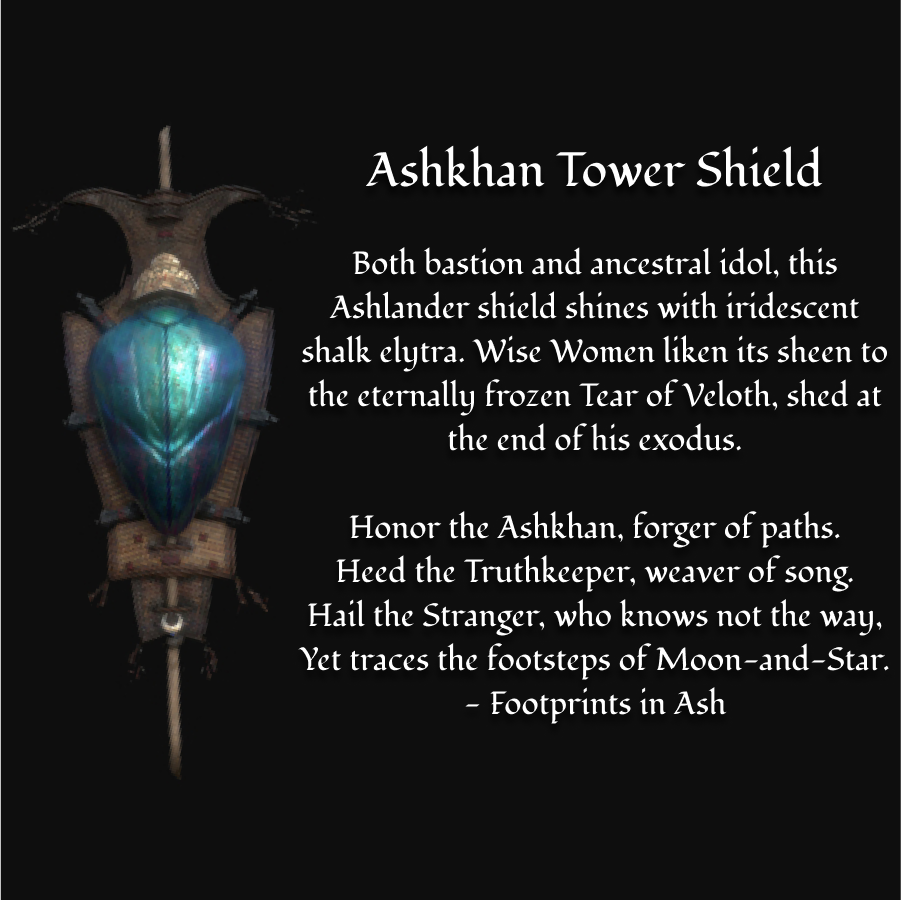 Ashkhan Tower Shield
Both bastion and ancestral idol, this
Ashlander shield shines with iridescent
shalk elytra. Wise Women liken its sheen to
the eternally frozen Tear of Veloth, shed at
the end of his exodus.
Honor the Ashkhan, forger of paths.
Heed the Truthkeeper, weaver of song.
Hail the Stranger, who knows not the way,
Yet traces the footsteps of Moon-and-Star.
- Footprints in Ash